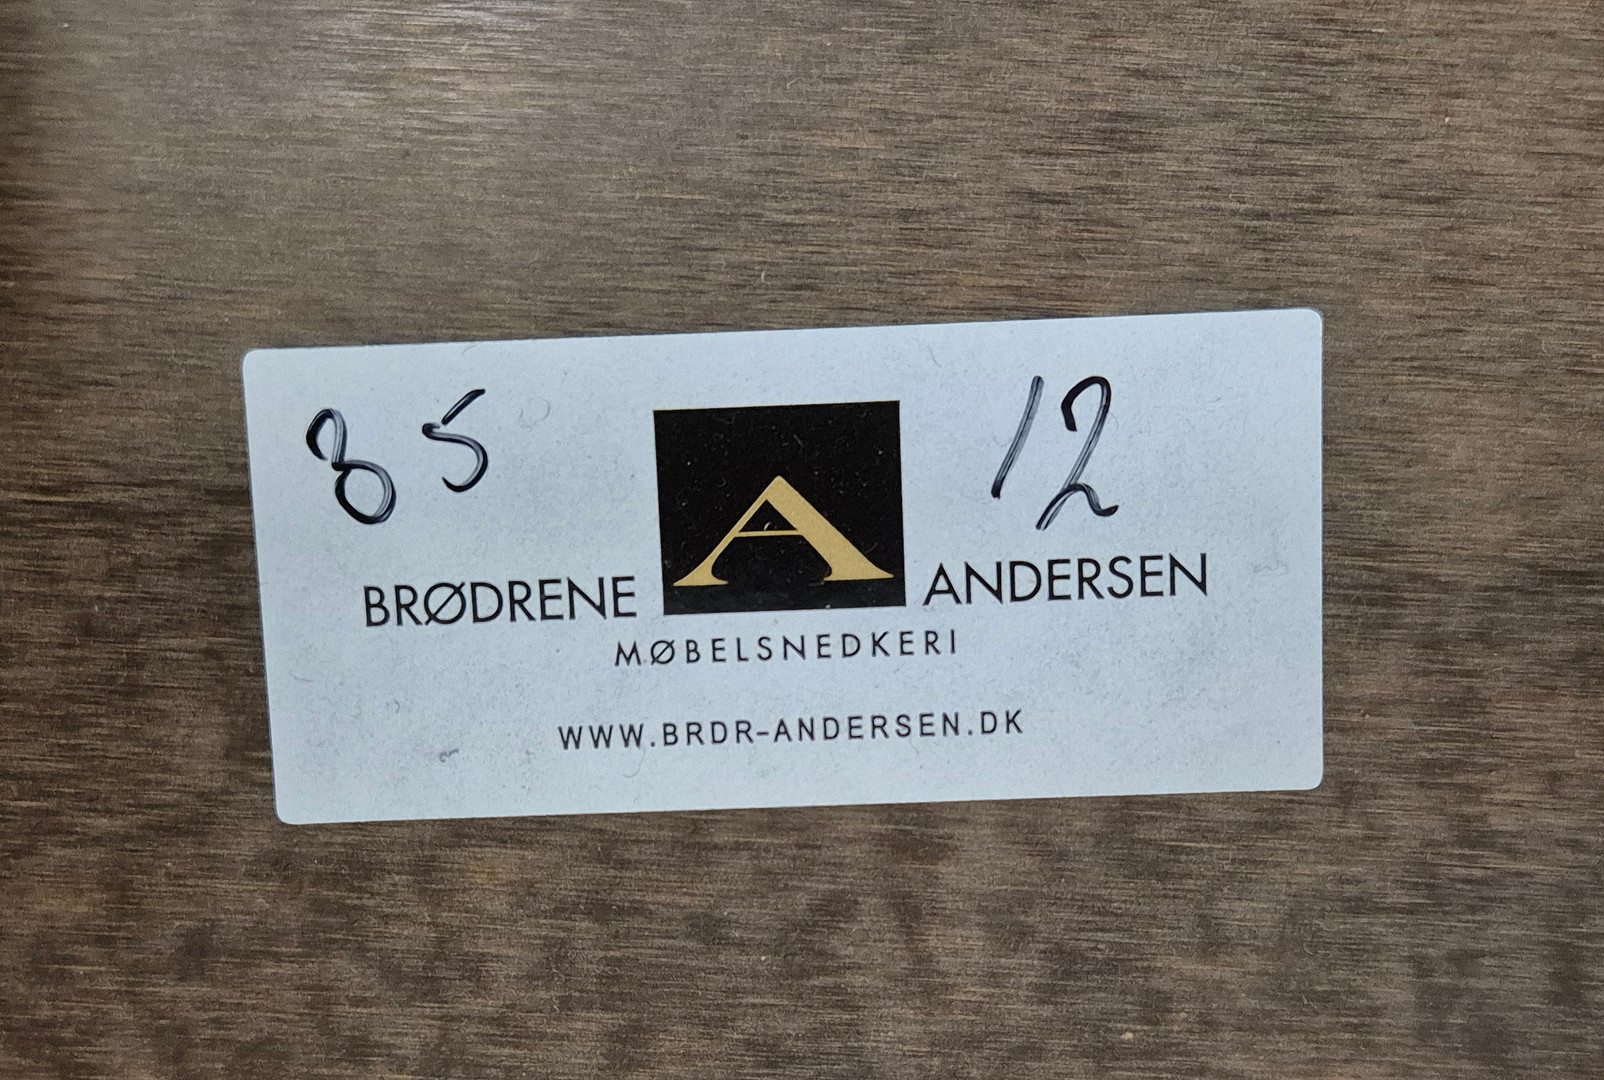 85 12
BRØDRENE A ANDERSEN
MØBELSNEDKERI
WWW.BRDR-ANDERSEN.DK